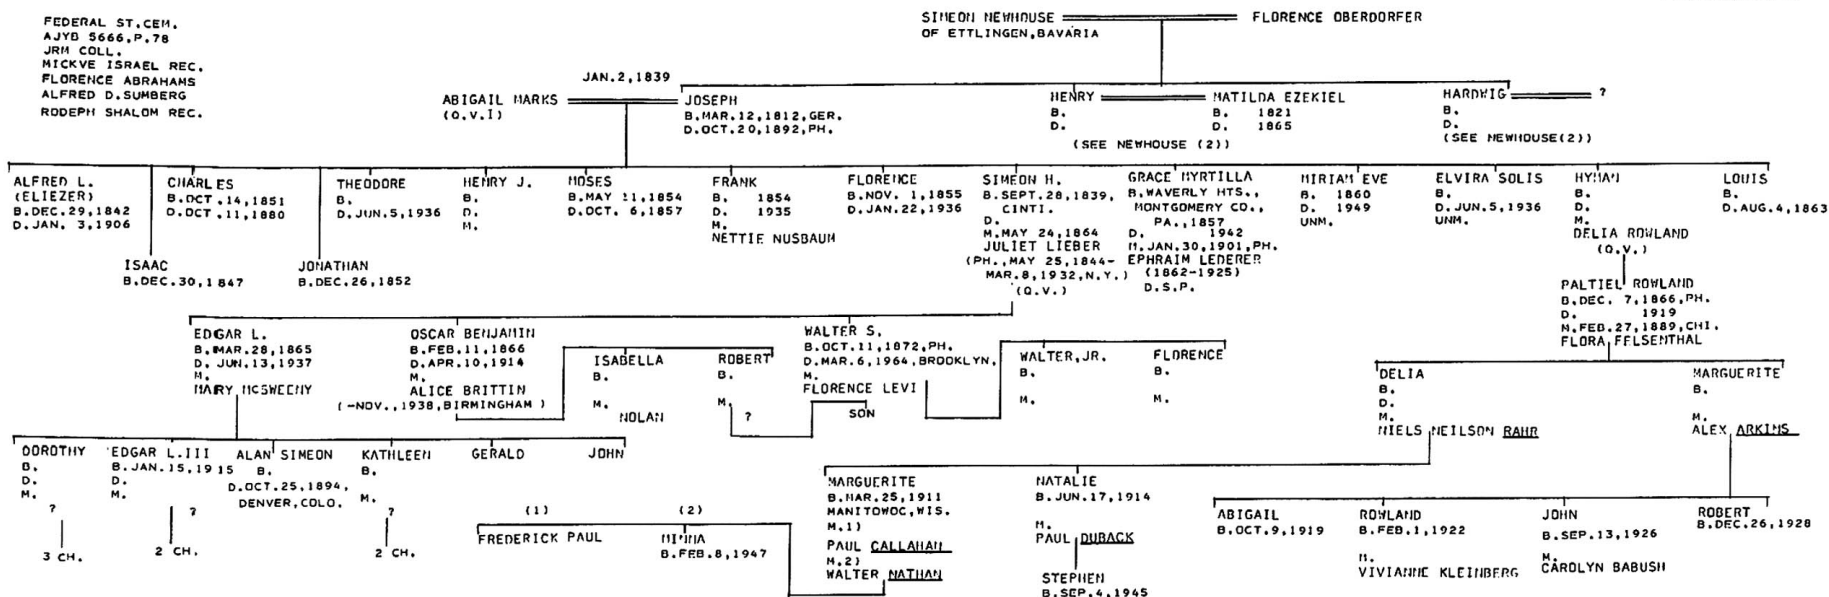 FEDERAL ST.CEM.
AJYB 5666,P.78
JRM COLL.
MICKVE ISRAEL REC.
FLORENCE ABRAHAMS
ALFRED D.SUMBERG
RODEPH SHALOM REC.
SIMEON NEWHOUSE
OF ETTLINGEN,BAVARIA
FLORENCE OBERDORFER
JAN.2,1839
ABIGAIL MARKS
(Q.V.I)
JOSEPH
B.MAR.12,1812,GER.
D.OCT.20,1892,PH.
HENRY
B.
D.
MATILDA EZEKIEL
B. 1821
D. 1865
(SEE NEWHOUSE (2))
HARDWIG
B.
D.
(SEE NEWHOUSE(2))
?
ALFRED L.
(ELIEZER)
B.DEC.29,1842
D.JAN. 3,1906
ISAAC
B.DEC.30,1847
CHARLES
B.OCT.14,1851
D.OCT.11,1880
JONATHAN
B.DEC.26,1852
THEODORE
B.
D.JUN.5,1936
HENRY J.
B.
D.
M.
MOSES
B.MAY 11,1854
D.OCT. 6,1857
FRANK
B. 1854
D. 1935
M.
NETTIE NUSBAUM
FLORENCE
B.NOV. 1,1855
D.JAN.22,1936
SIMEON H.
B.SEPT.28,1839,
CINTI.
D.
M.MAY 24,1864
JULIET LIEBER
(PH.,MAY 25,1844-
MAR.8,1932,N.Y.)
(Q.V.)
GRACE MYRTILLA
B.WAVERLY HTS.,
MONTGOMERY CO.,
PA.,1857
D. 1942
M.JAN.30,1901,PH.
EPHRAIM LEDERER
(1862-1925)
D.S.P.
MIRIAM EVE
B. 1860
D. 1949
UNM.
ELVIRA SOLIS
B.
D.JUN.5,1936
UNM.
HYMAN
B.
D.
M.
DELIA ROWLAND
(Q.V.)
LOUIS
B.
D.AUG.4,1863
PALTIEL ROWLAND
B.DEC. 7,1866,PH.
D. 1919
M.FEB.27,1889,CHI.
FLORA FELSENTHAL
EDGAR L.
B.MAR.28,1865
D. JUN.13,1937
M.
MARY MCSWEENY
OSCAR BENJAMIN
B.FEB.11,1866
D.APR.10,1914
M.
ALICE BRITTIN
(-NOV.,1938,BIRMINGHAM)
ISABELLA
B.
M.
NOLAN
ROBERT
B.
M.
?
WALTER S.
B.OCT.11,1872,PH.
D.MAR.6,1964,BROOKLYN,
M.
FLORENCE LEVI
SON
WALTER,JR.
B.
M.
FLORENCE
B.
M.
DELIA
B.
D.
M.
NIELS NEILSON RAHR
MARGUERITE
B.
M.
ALEX ARKINS
DOROTHY
B.
D.
M.
?
3 CH.
EDGAR L.III
B.JAN.15,1915
D.
M.
?
2 CH.
ALAN SIMEON
B.
D.OCT.25,1894,
DENVER,COLO.
KATHLEEN
B.
M.
?
2 CH.
GERALD
JOHN
(1)
FREDERICK PAUL
(2)
MINNA
B.FEB.8,1947
MARGUERITE
B.MAR.25,1911
MANITOWOC,WIS.
M.1)
PAUL CALLAHAN
M.2)
WALTER NATHAN
NATALIE
B.JUN.17,1914
M.
PAUL DUBACK
STEPHEN
B.SEP.4,1945
ABIGAIL
B.OCT.9,1919
ROWLAND
B.FEB.1,1922
M.
VIVIANNE KLEINBERG
JOHN
B.SEP.13,1926
M.
CAROLYN BABUSH
ROBERT
B.DEC.26,1928